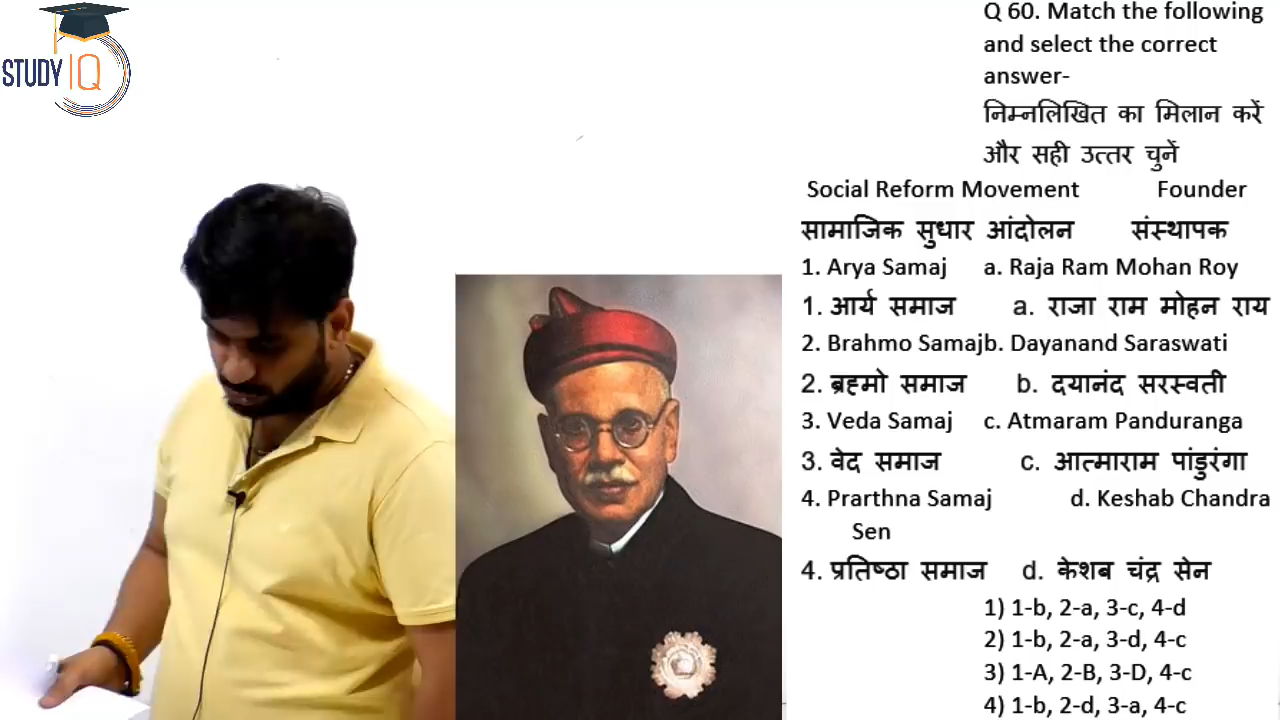 STUDY IQ
Q 60. Match the following
and select the correct
answer-
निम्नलिखित का मिलान करें
और सही उत्तर चुनें
Social Reform Movement Founder
सामाजिक सुधार आंदोलन संस्थापक
1. Arya Samaj a. Raja Ram Mohan Roy
1. आर्य समाज a. राजा राम मोहन राय
2. Brahmo Samajb. Dayanand Saraswati
2. ब्रह्मो समाज b. दयानंद सरस्वती
3. Veda Samaj c. Atmaram Panduranga
3. वेद समाज c. आत्माराम पांडुरंगा
4. Prarthna Samaj d. Keshab Chandra
Sen
4. प्रतिष्ठा समाज d. केशब चंद्र सेन
1) 1-b, 2-a, 3-c, 4-d
2) 1-b, 2-a, 3-d, 4-c
3) 1-A, 2-B, 3-D, 4-c
4) 1-b, 2-d, 3-a, 4-c